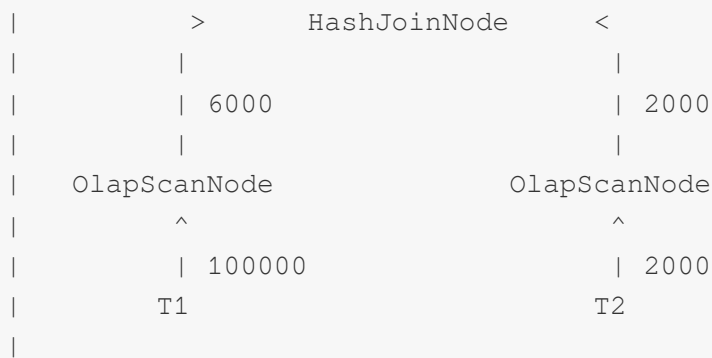 |          >      HashJoinNode     <
|         |                         |
|         | 6000                    | 2000
|         |                         |
|   OlapScanNode              OlapScanNode
|         ^                         ^
|         | 100000                  | 2000
|        T1                        T2
|